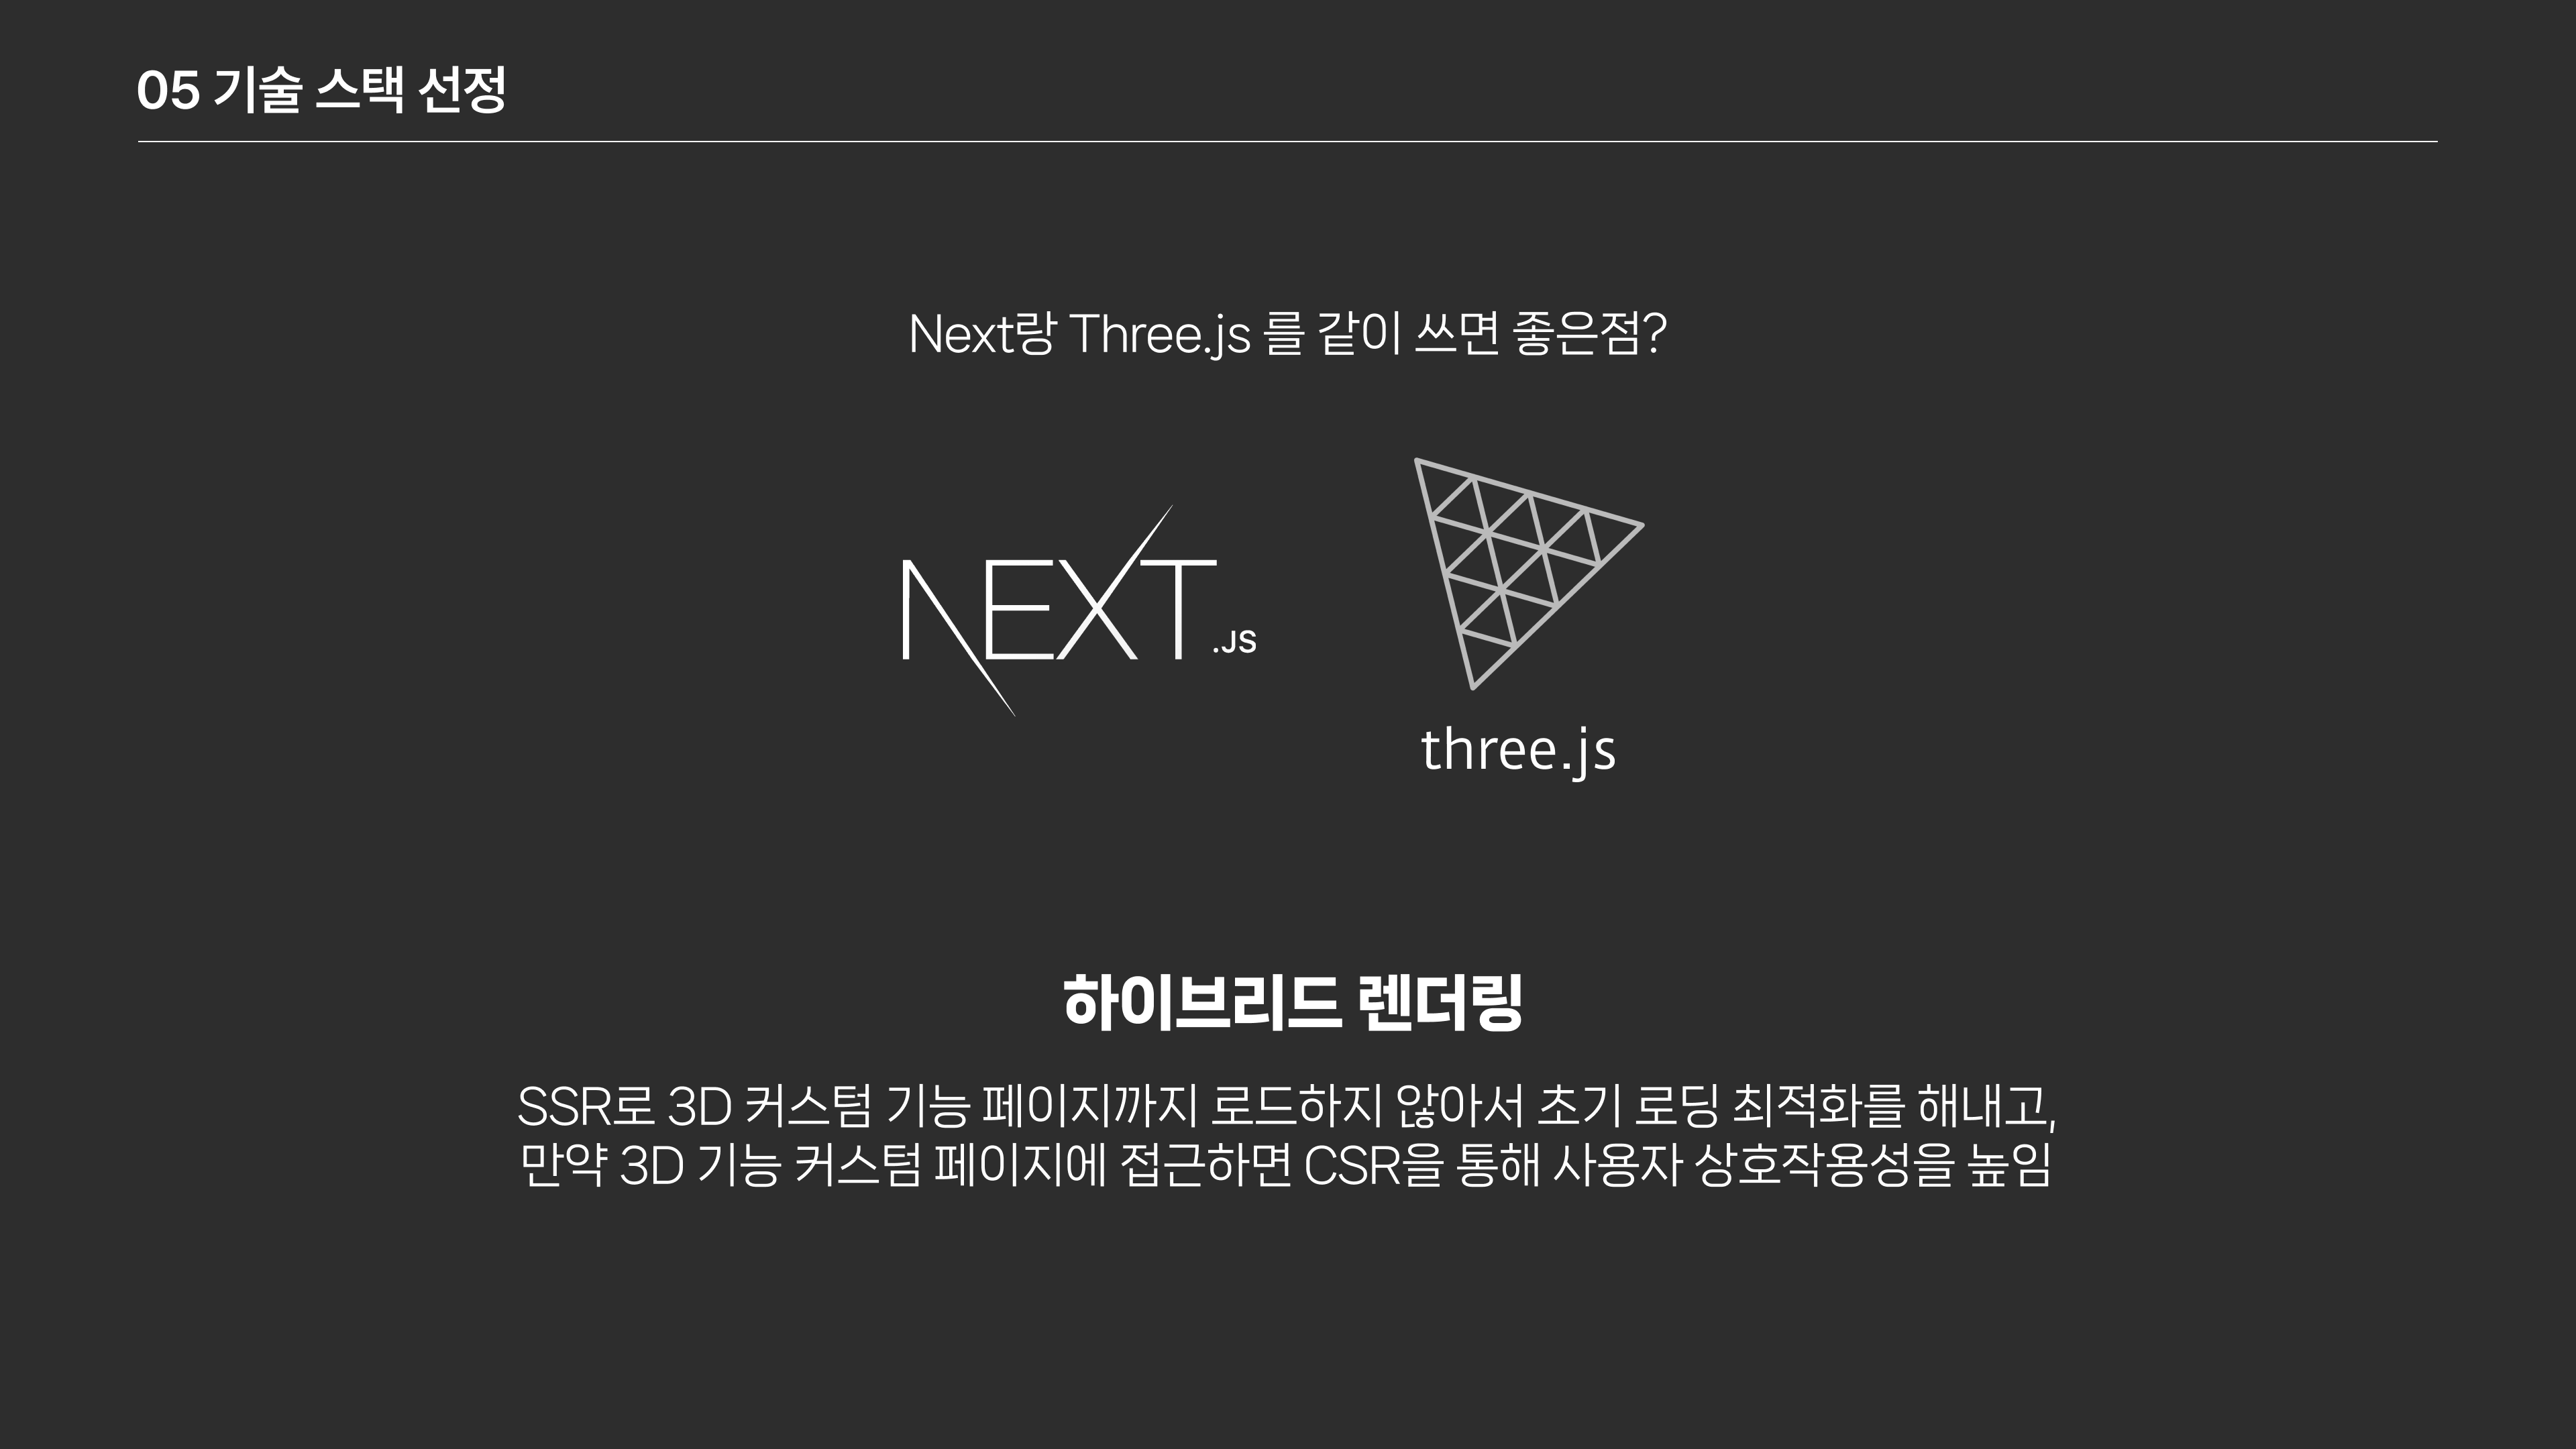 05 기술 스택 선정
Next랑 Three.js 를 같이 쓰면 좋은점?
NEXT.JS
three.js
하이브리드 렌더링
SSR로 3D 커스텀 기능 페이지까지 로드하지 않아서 초기 로딩 최적화를 해내고,
만약 3D 기능 커스텀 페이지에 접근하면 CSR을 통해 사용자 상호작용성을 높임